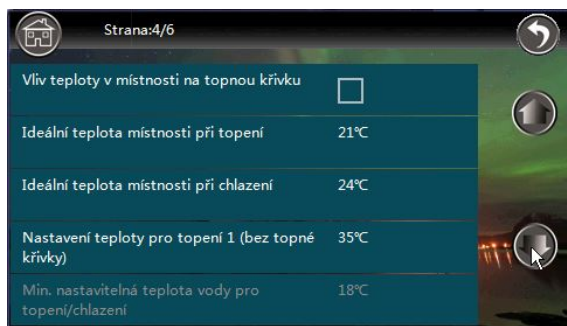 Strana:4/6
Vliv teploty v místnosti na topnou křivku
Ideální teplota místnosti při topení 21℃
Ideální teplota místnosti při chlazení 24℃
Nastavení teploty pro topení 1 (bez topné 35℃
křivky)
Min. nastavitelná teplota vody pro 18℃
topení/chlazení